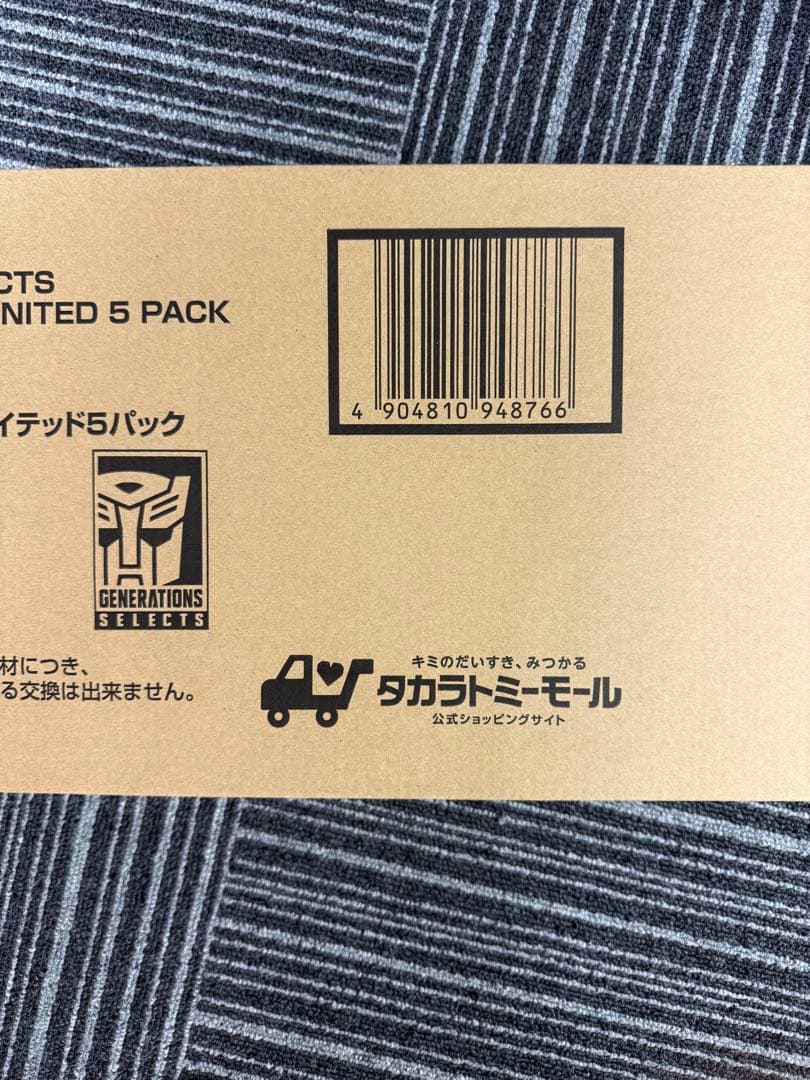 CTS
NITED 5 PACK
4 904810 948766
イテッド5パック
GENERATIONS
SELECTS
材につき、
る交換は出来ません。
キミのだいすき、みつかる
タカラトミーモール
公式ショッピングサイト